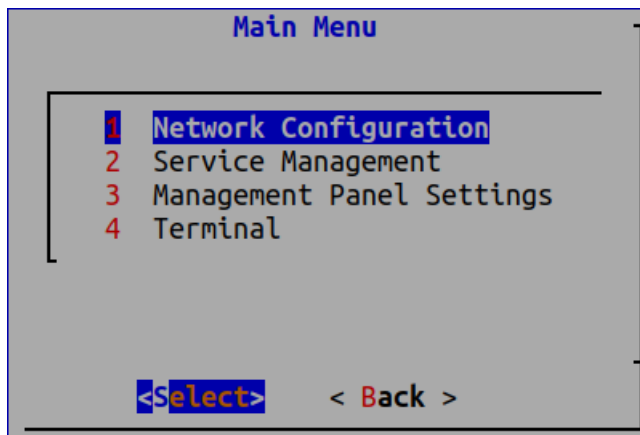 Main Menu
1 Network Configuration
2 Service Management
3 Management Panel Settings
4 Terminal
<Select> < Back >